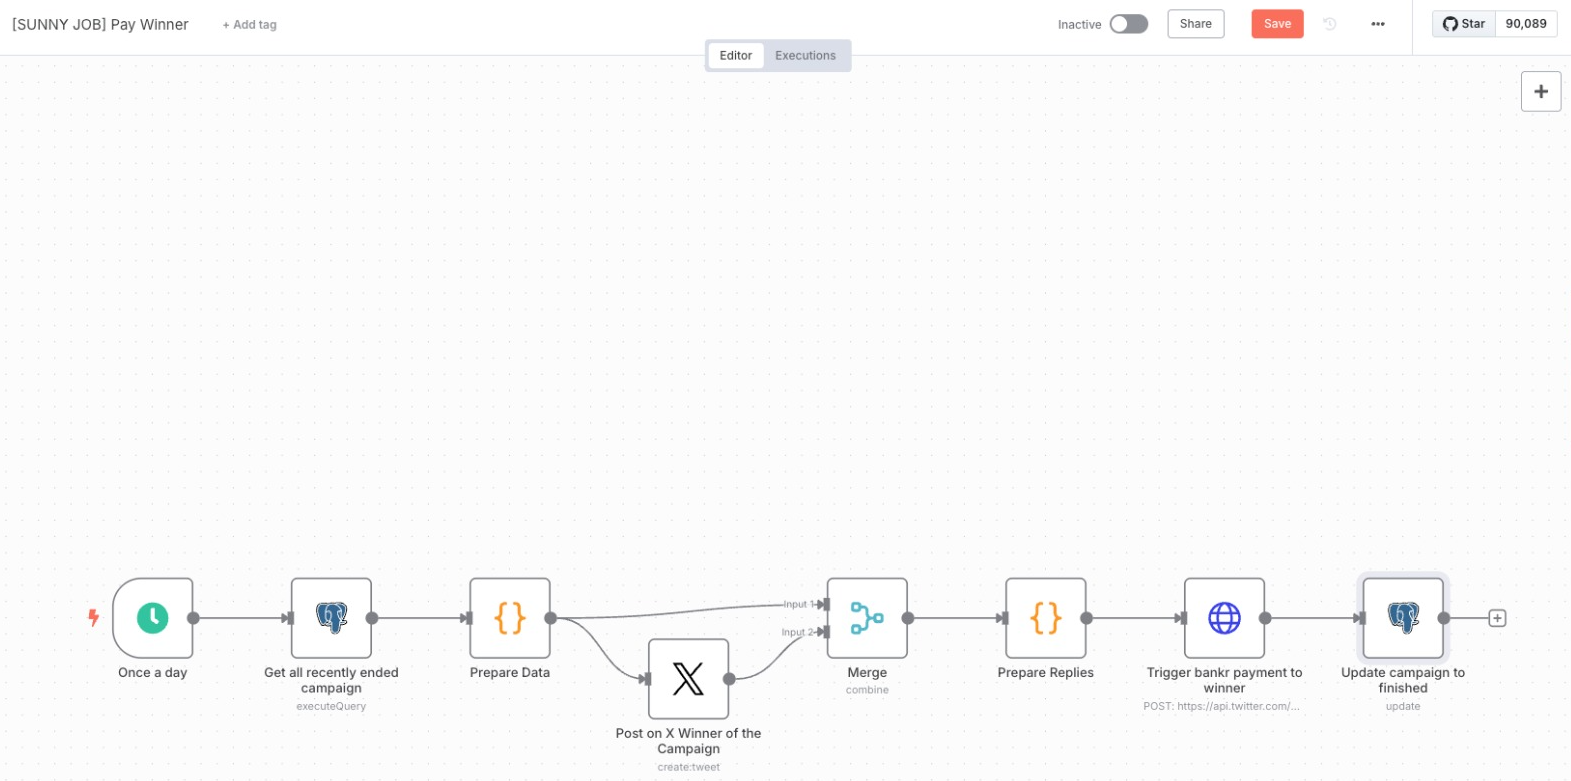 [SUNNY JOB] Pay Winner
+ Add tag
Inactive
Share
Save
Star
90,089
Editor
Executions
Once a day
Get all recently ended
campaign
executeQuery
Prepare Data
Post on X Winner of the
Campaign
create:tweet
Input 1
Input 2
Merge
combine
Prepare Replies
Trigger bankr payment to
winner
POST: https://api.twitter.com/...
Update campaign to
finished
update